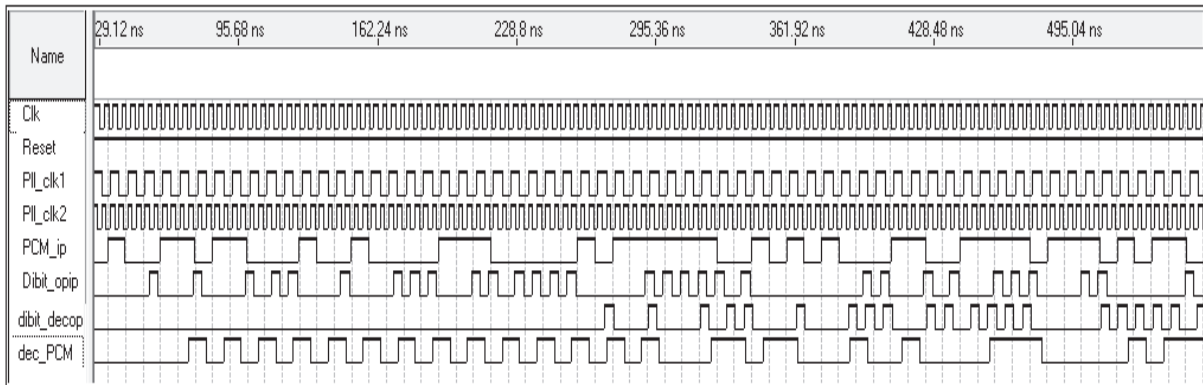 29.12 ns 95.68 ns 162.24 ns 228.8 ns 295.36 ns 361.92 ns 428.48 ns 495.04 ns
Name
Clk
Reset
Pll_clk1
Pll_clk2
PCM_ip
Dibit_opip
dibit_decop
dec_PCM